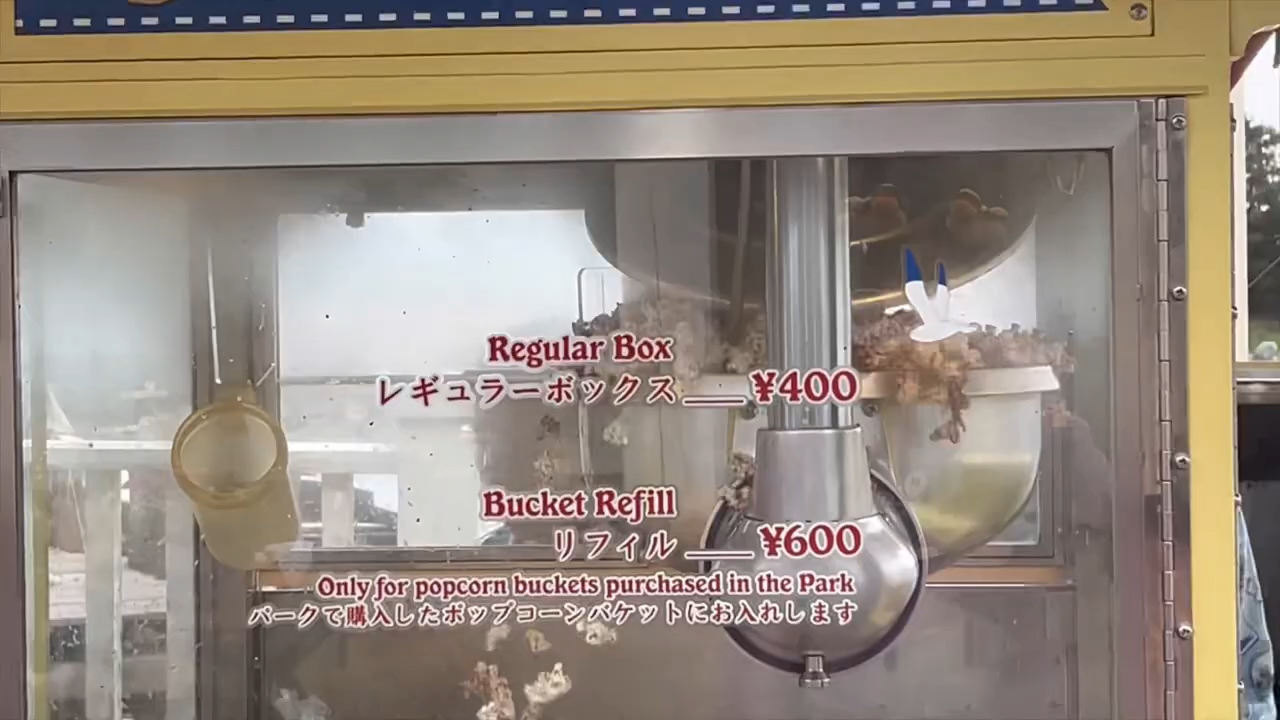 Regular Box
レギュラーボックス ¥400
Bucket Refill
リフィル ¥600
Only for popcorn buckets purchased in the Park
パークで購入したポップコーンバケットにお入れします